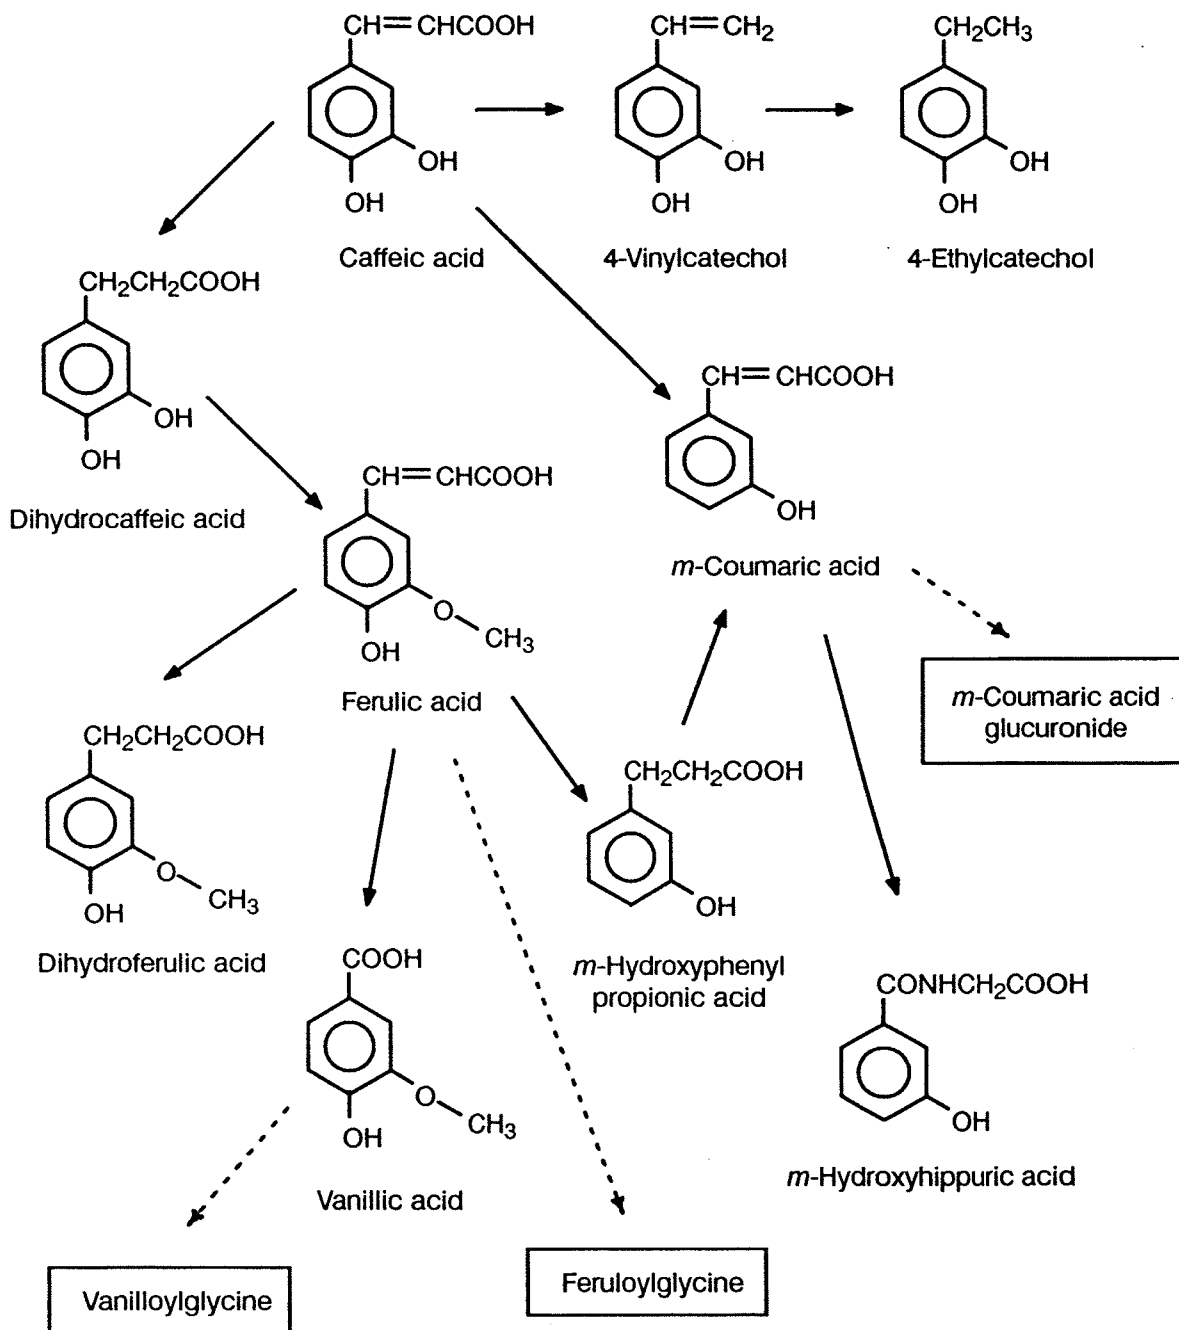 CH=CHCOOH
OH
OH
Caffeic acid
CH=CH2
OH
OH
4-Vinylcatechol
CH2CH3
OH
OH
4-Ethylcatechol
CH2CH2COOH
OH
OH
Dihydrocaffeic acid
CH=CHCOOH
OH
m-Coumaric acid
CH=CHCOOH
O
CH3
OH
Ferulic acid
m-Coumaric acid
glucuronide
CH2CH2COOH
O
CH3
OH
Dihydroferulic acid
CH2CH2COOH
OH
m-Hydroxyphenyl
propionic acid
COOH
O
CH3
OH
Vanillic acid
CONHCH2COOH
OH
m-Hydroxyhippuric acid
Vanilloylglycine
Feruloylglycine